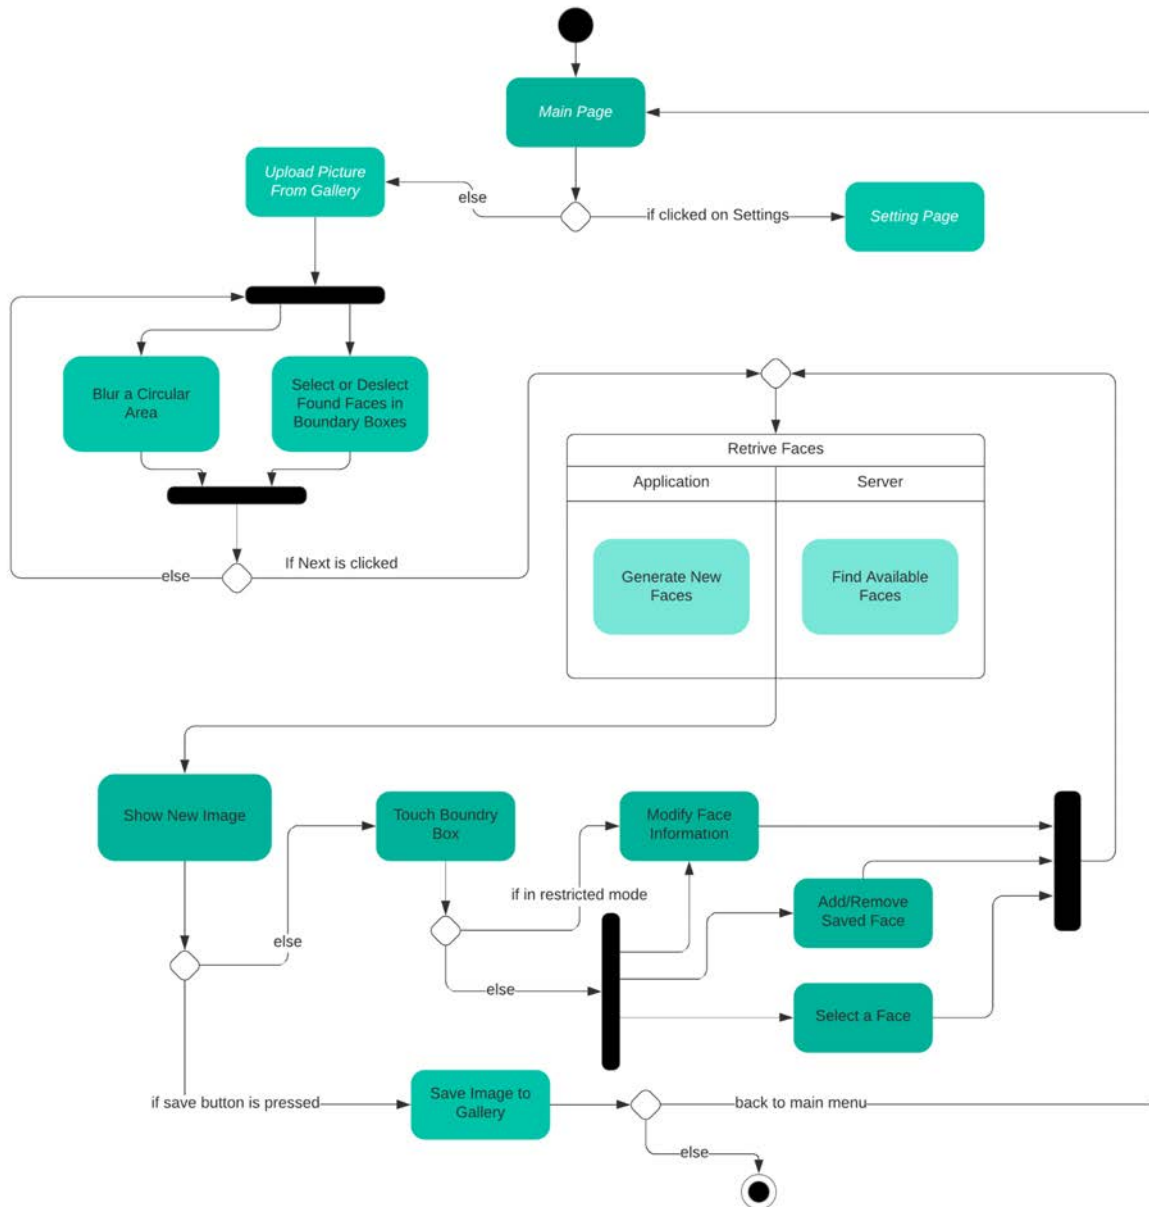 Main Page
Upload Picture
From Gallery
else
if clicked on Settings
Setting Page
Blur a Circular
Area
Select or Deslect
Found Faces in
Boundary Boxes
Retrive Faces
Application
Server
Generate New
Faces
Find Available
Faces
else
If Next is clicked
Show New Image
Touch Boundry
Box
Modify Face
Information
if in restricted mode
else
Add/Remove
Saved Face
else
Select a Face
if save button is pressed
Save Image to
Gallery
back to main menu
else